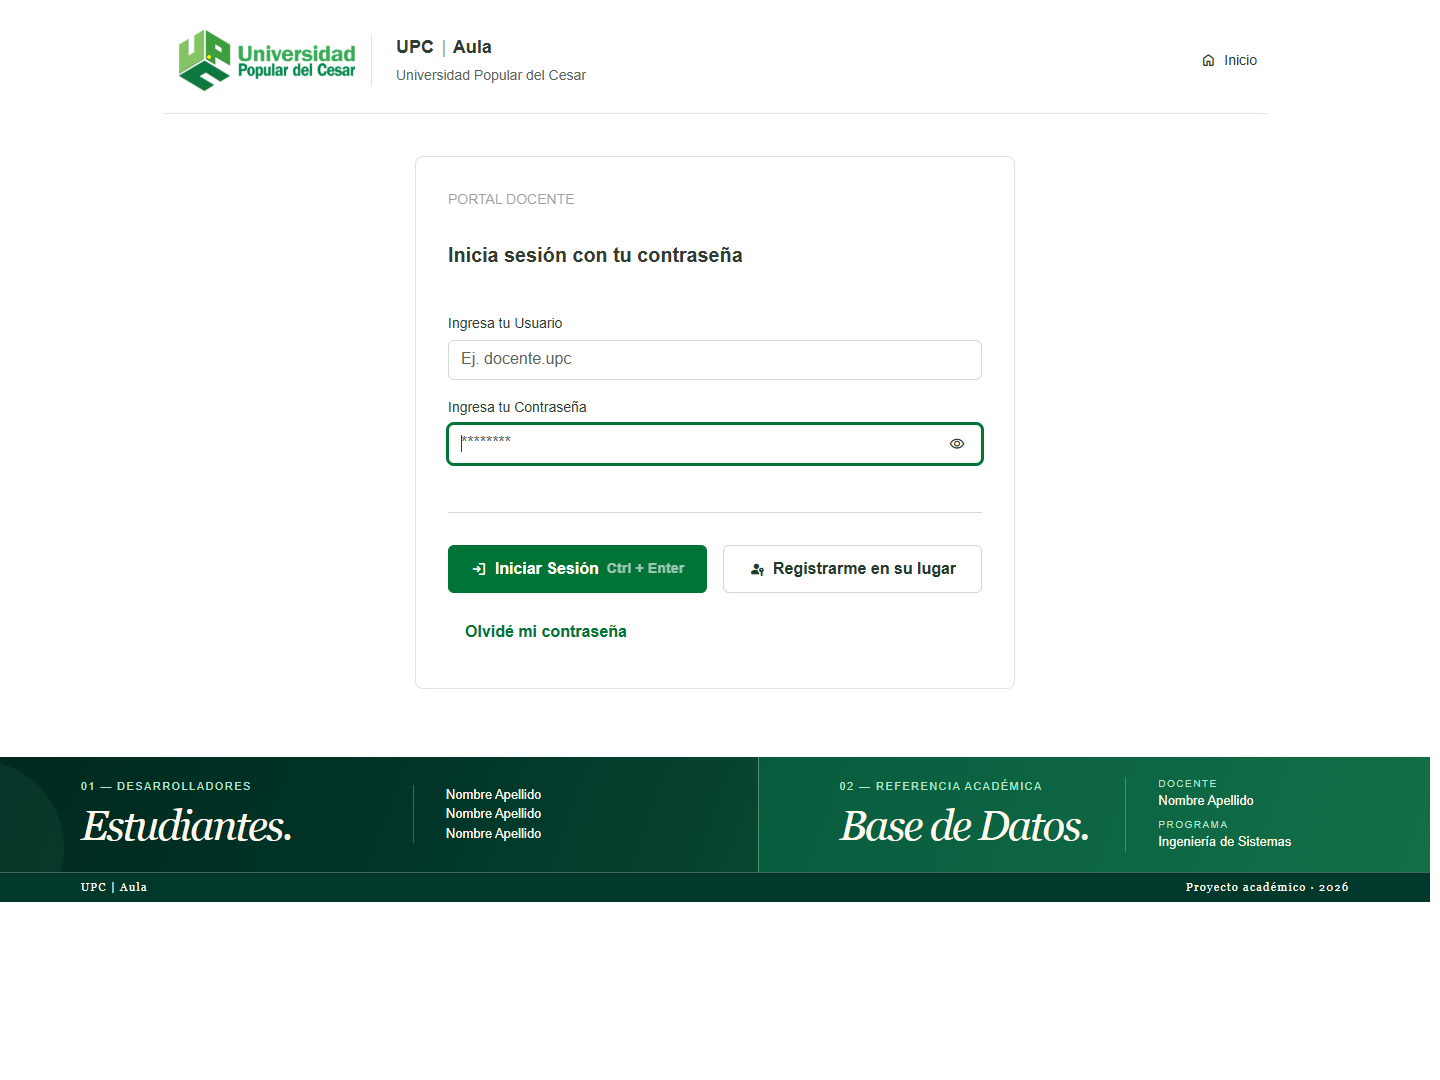 Universidad
Popular del Cesar
UPC | Aula
Universidad Popular del Cesar
Inicio
PORTAL DOCENTE
Inicia sesión con tu contraseña
Ingresa tu Usuario
Ej. docente.upc
Ingresa tu Contraseña
********
Iniciar Sesión Ctrl + Enter
Registrarme en su lugar
Olvidé mi contraseña
01 — DESARROLLADORES
Estudiantes.
Nombre Apellido
Nombre Apellido
Nombre Apellido
02 — REFERENCIA ACADÉMICA
Base de Datos.
DOCENTE
Nombre Apellido
PROGRAMA
Ingeniería de Sistemas
UPC | Aula
Proyecto académico · 2026